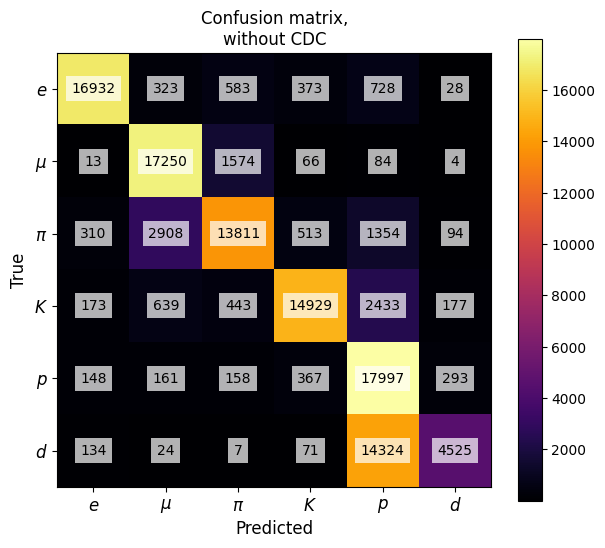 Confusion matrix,
without CDC
True
e 16932 323 583 373 728 28
μ 13 17250 1574 66 84 4
π 310 2908 13811 513 1354 94
K 173 639 443 14929 2433 177
p 148 161 158 367 17997 293
d 134 24 7 71 14324 4525
e μ π K p d
Predicted
16000
14000
12000
10000
8000
6000
4000
2000